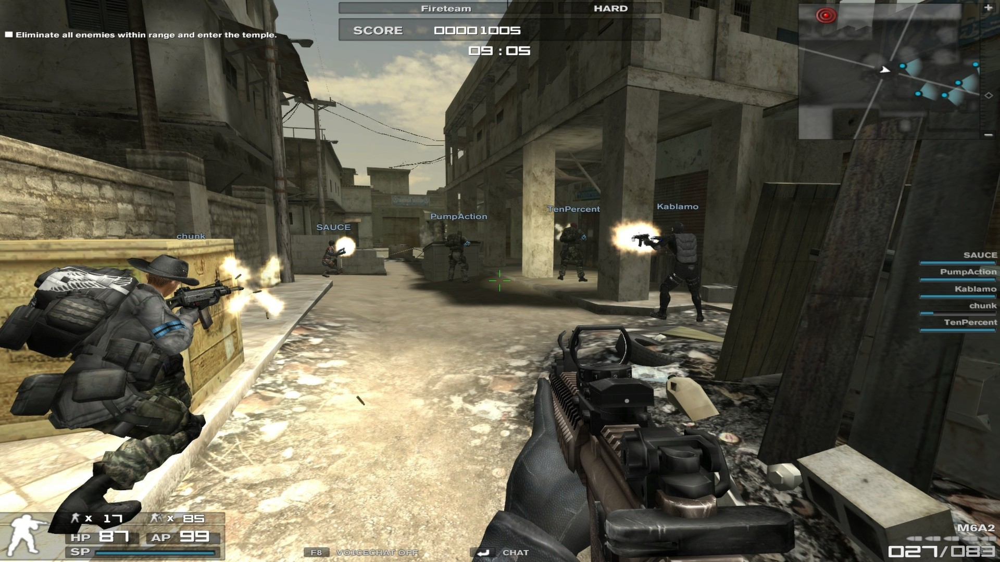 Fireteam HARD
SCORE 00001005
09 : 05
Eliminate all enemies within range and enter the temple.
chunk
SAUCE
PumpAction
TenPercent
Kablamo
SAUCE
PumpAction
Kablamo
chunk
TenPercent
x 17 x 85
HP 87 AP 99
SP
F8 VOICECHAT OFF
CHAT
M6A2
027/083